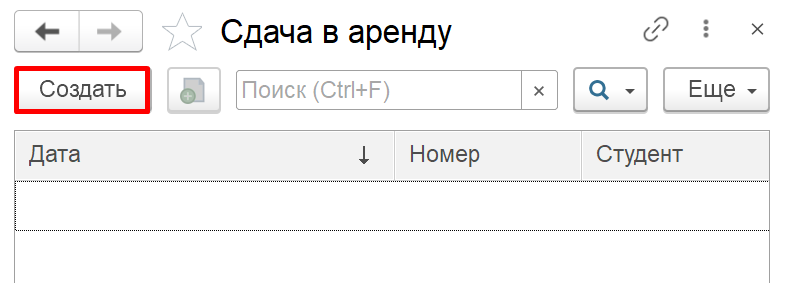 Сдача в аренду
Создать Поиск (Ctrl+F) × Еще
Дата ↓ Номер Студент